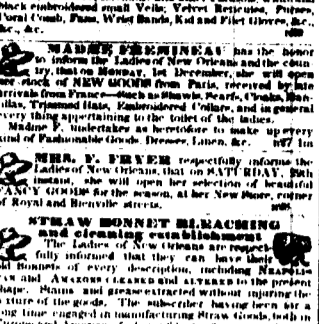 black embroidered small Veils; Velvet Reticules, Purses,
Coral Comb, Fans, Wrist Bands, Kid and Filet Gloves, &c.,
&c., &c.
MADME FREMINEAU has the honor
to inform the Ladies of New Orleans and the coun-
try, that on MONDAY, 1st December, she will open
her stock of NEW GOODS from Paris, received by late
arrivals from France—such as Shawls, Scarfs, Cloaks, Man-
tillas, Trimmed Hats, Embroidered Collars, and in general
every thing appertaining to the toilet of the ladies.
Madme F. undertakes as heretofore to make up every
kind of Fashionable Goods. Dresses, Linen, &c. 1m
MRS. F. FRYER respectfully informs the
Ladies of New Orleans, that on SATURDAY, 29th
instant, she will open her selection of beautiful
FANCY GOODS for the season, at her New Store, corner
of Royal and Bienville streets.
STRAW BONNET BLEACHING
and cleaning establishment.
The Ladies of New Orleans are respect-
fully informed that they can have their
old Bonnets of every description, including NEAPOLIT
AMAZONES CLEANED and ALTERED to the present
shape. Stains and grease extracted without injuring the
texture of the goods. The subscriber having been for a
long time engaged in manufacturing Straw Goods, both in